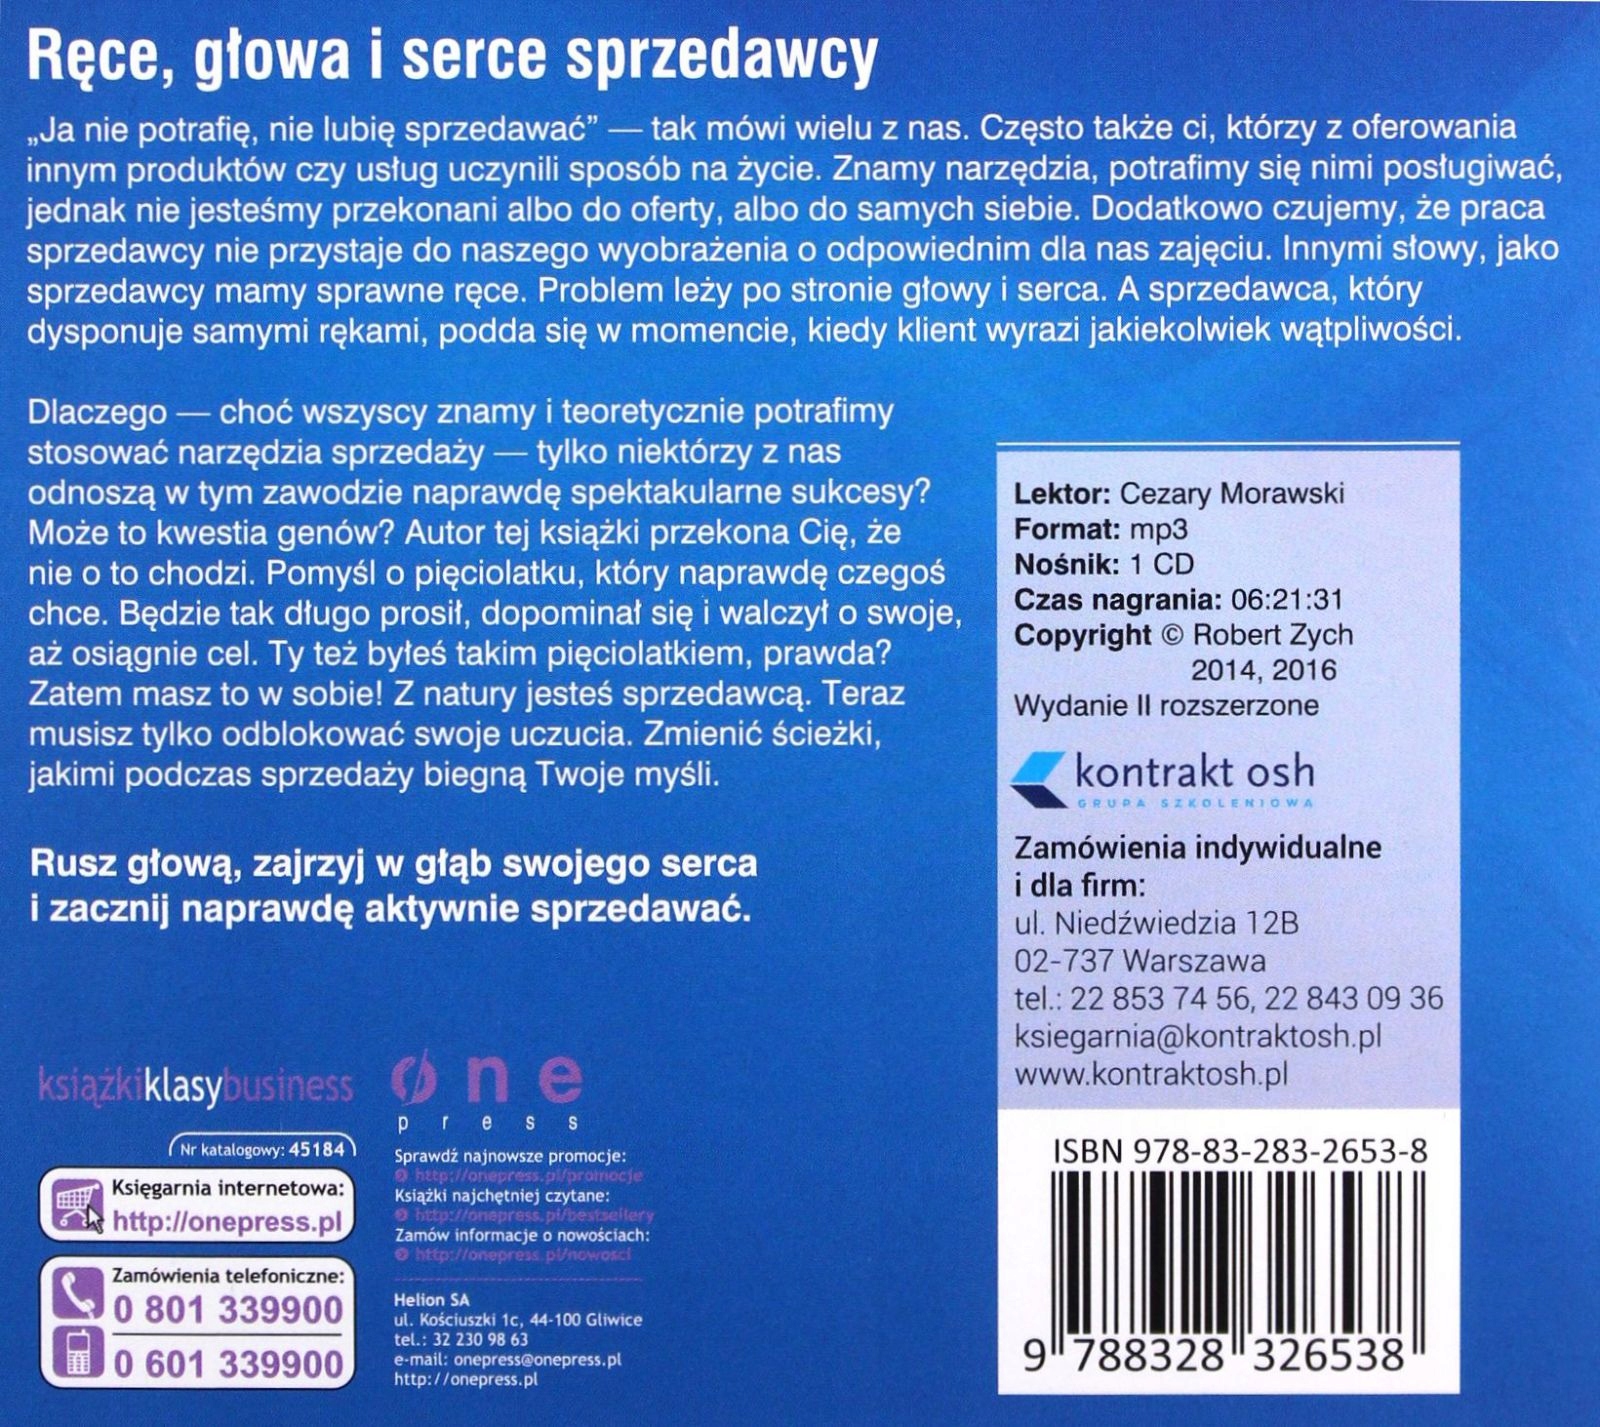 Ręce, głowa i serce sprzedawcy
„Ja nie potrafię, nie lubię sprzedawać” — tak mówi wielu z nas. Często także ci, którzy z oferowania
innym produktów czy usług uczynili sposób na życie. Znamy narzędzia, potrafimy się nimi posługiwać,
jednak nie jesteśmy przekonani albo do oferty, albo do samych siebie. Dodatkowo czujemy, że praca
sprzedawcy nie przystaje do naszego wyobrażenia o odpowiednim dla nas zajęciu. Innymi słowy, jako
sprzedawcy mamy sprawne ręce. Problem leży po stronie głowy i serca. A sprzedawca, który
dysponuje samymi rękami, podda się w momencie, kiedy klient wyrazi jakiekolwiek wątpliwości.
Dlaczego — choć wszyscy znamy i teoretycznie potrafimy
stosować narzędzia sprzedaży — tylko niektórzy z nas
odnoszą w tym zawodzie naprawdę spektakularne sukcesy?
Może to kwestia genów? Autor tej książki przekona Cię, że
nie o to chodzi. Pomyśl o pięciolatku, który naprawdę czegoś
chce. Będzie tak długo prosił, dopominał się i walczył o swoje,
aż osiągnie cel. Ty też byłeś takim pięciolatkiem, prawda?
Zatem masz to w sobie! Z natury jesteś sprzedawcą. Teraz
musisz tylko odblokować swoje uczucia. Zmienić ścieżki,
jakimi podczas sprzedaży biegną Twoje myśli.
Rusz głową, zajrzyj w głąb swojego serca
i zacznij naprawdę aktywnie sprzedawać.
książkiklasybusiness
Nr katalogowy: 45184
Księgarnia internetowa:
http://onepress.pl
Zamówienia telefoniczne:
0 801 339900
0 601 339900
one
press
Sprawdź najnowsze promocje:
http://onepress.pl/promocje
Książki najchętniej czytane:
http://onepress.pl/bestsellery
Zamów informacje o nowościach:
http://onepress.pl/nowosci
Helion SA
ul. Kościuszki 1c, 44-100 Gliwice
tel.: 32 230 98 63
e-mail: onepress@onepress.pl
http://onepress.pl
Lektor: Cezary Morawski
Format: mp3
Nośnik: 1 CD
Czas nagrania: 06:21:31
Copyright © Robert Zych
2014, 2016
Wydanie II rozszerzone
kontrakt osh
GRUPA SZKOLENIOWA
Zamówienia indywidualne
i dla firm:
ul. Niedźwiedzia 12B
02-737 Warszawa
tel.: 22 853 74 56, 22 843 09 36
ksiegarnia@kontraktosh.pl
www.kontraktosh.pl
ISBN 978-83-283-2653-8
9 788328 326538